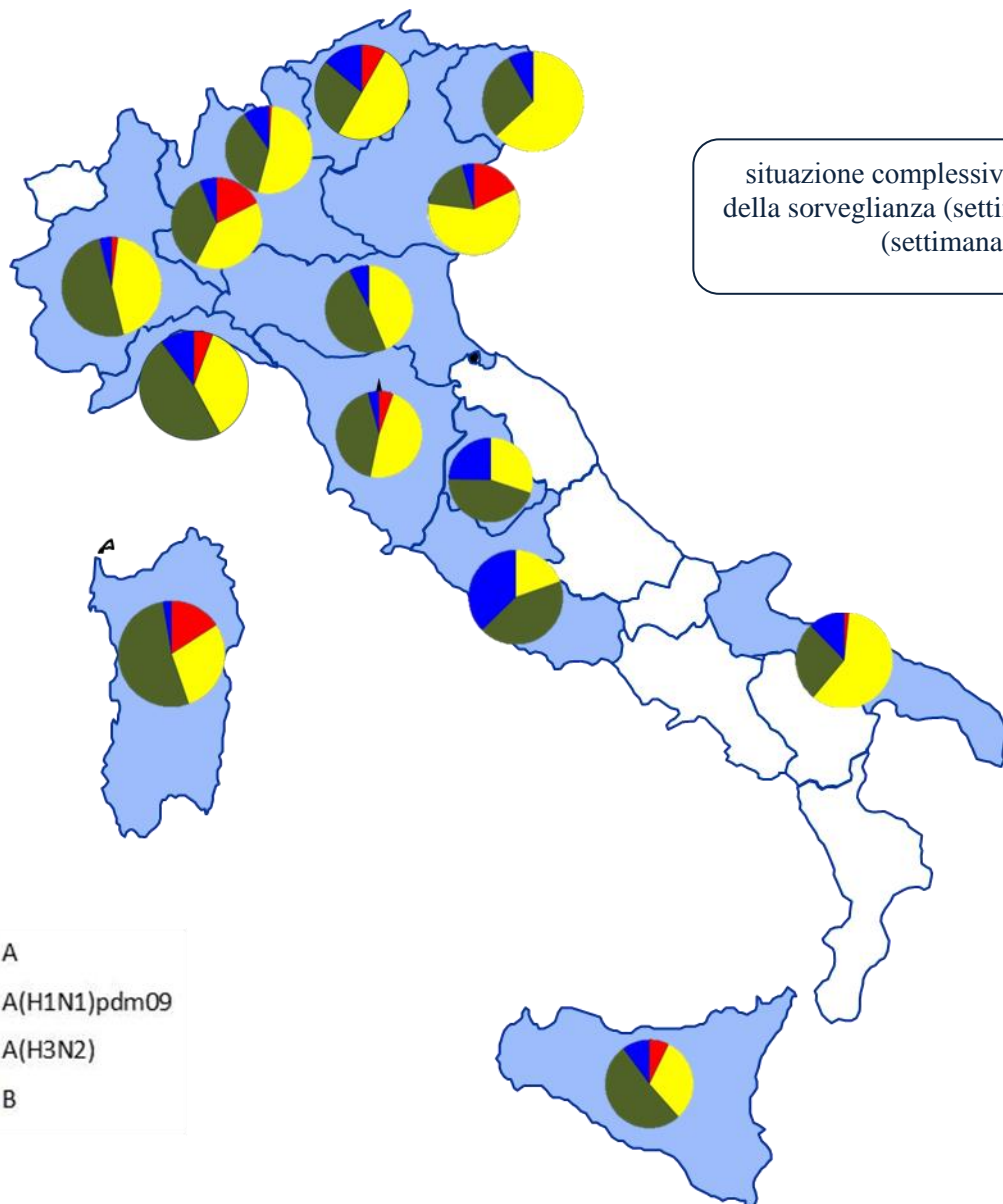 situazione complessiv
della sorveglianza (setti
(settimana
A
A(H1N1)pdm09
A(H3N2)
B